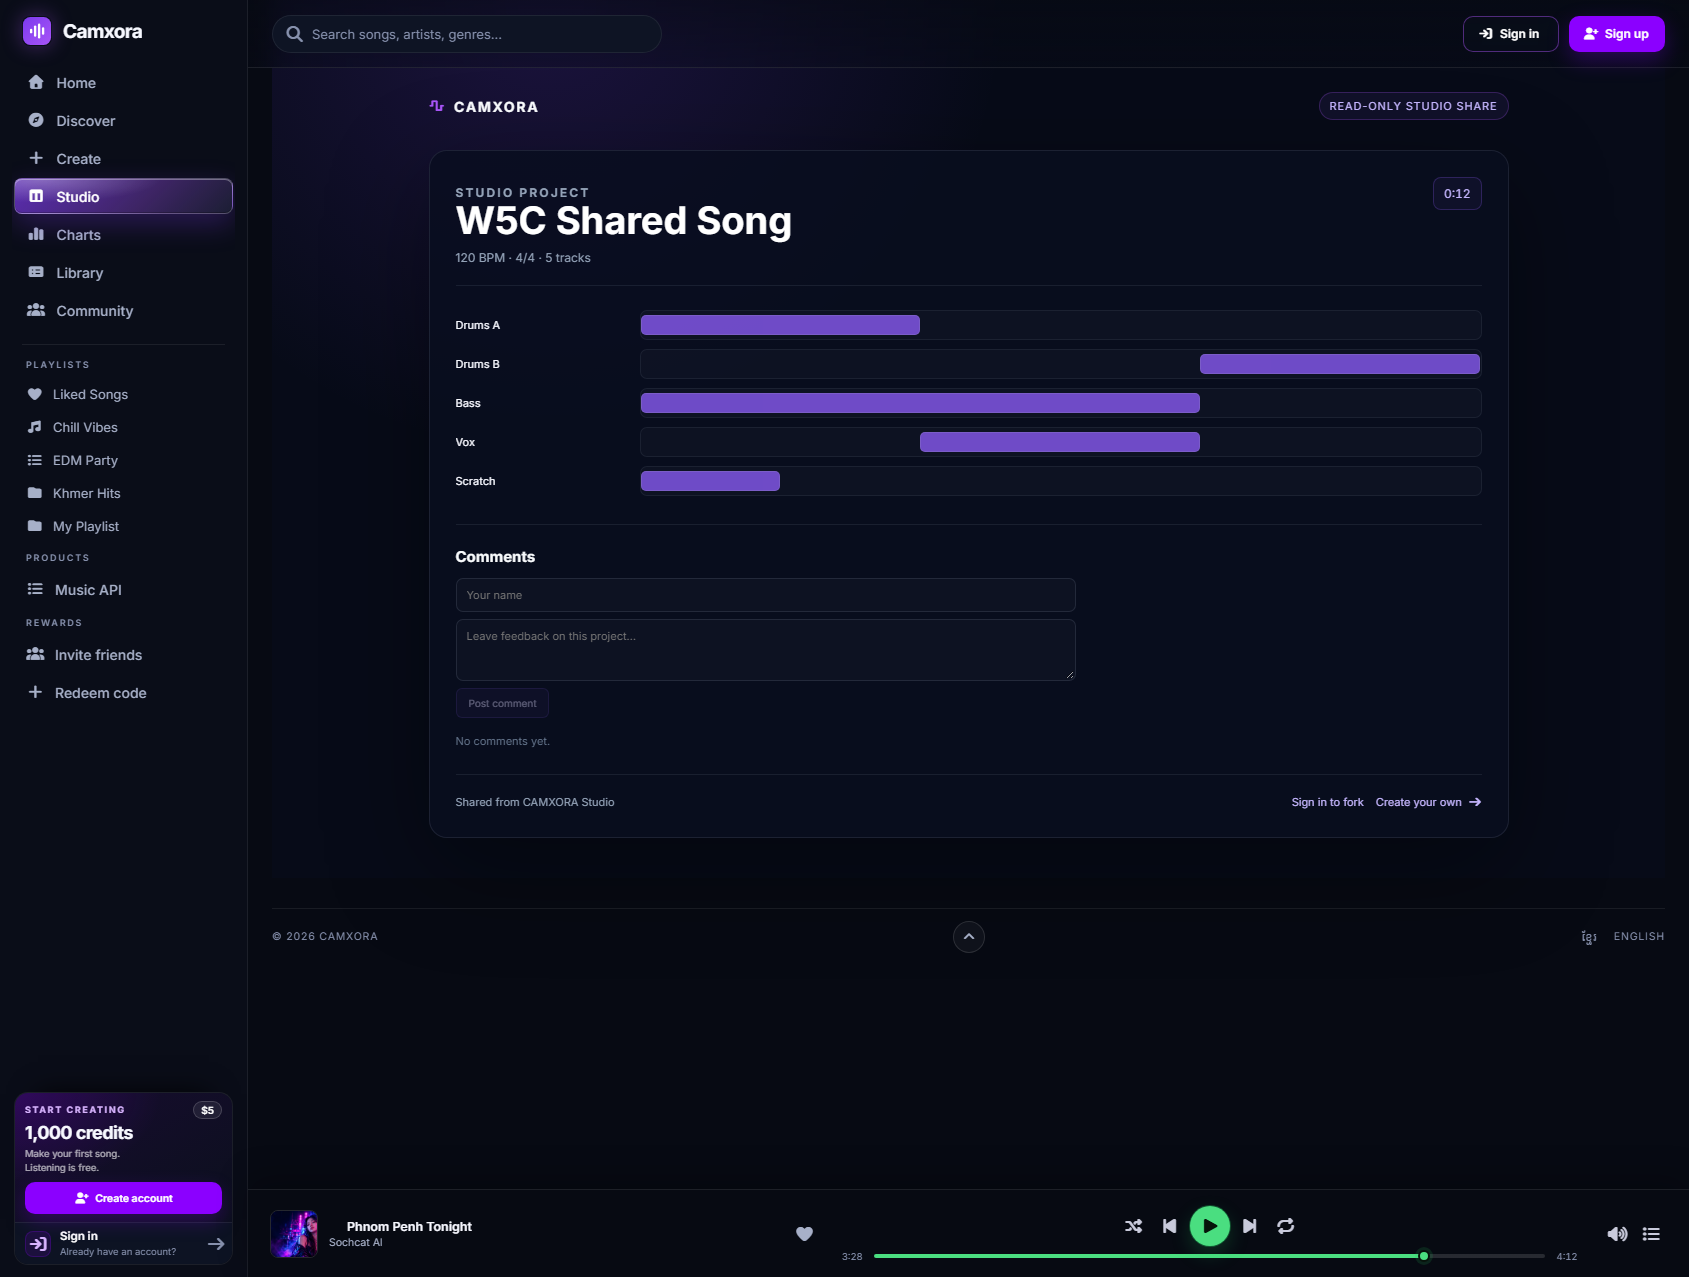 Camxora
Search songs, artists, genres...
Sign in
Sign up
Home
Discover
Create
Studio
Charts
Library
Community
PLAYLISTS
Liked Songs
Chill Vibes
EDM Party
Khmer Hits
My Playlist
PRODUCTS
Music API
REWARDS
Invite friends
Redeem code
START CREATING
$5
1,000 credits
Make your first song.
Listening is free.
Create account
Sign in
Already have an account?
CAMXORA
READ-ONLY STUDIO SHARE
STUDIO PROJECT
0:12
W5C Shared Song
120 BPM · 4/4 · 5 tracks
Drums A
Drums B
Bass
Vox
Scratch
Comments
Your name
Leave feedback on this project...
Post comment
No comments yet.
Shared from CAMXORA Studio
Sign in to fork
Create your own
© 2026 CAMXORA
ខ្មែរ
ENGLISH
Phnom Penh Tonight
Sochcat AI
3:28
4:12